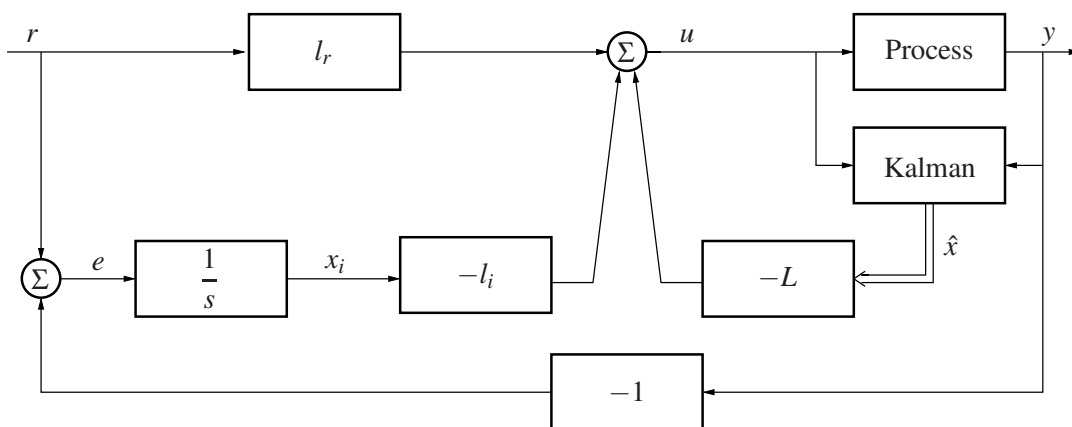 r
l_r
Σ
u
Process
y
Kalman
x̂
Σ
e
1
s
x_i
−l_i
−L
−1